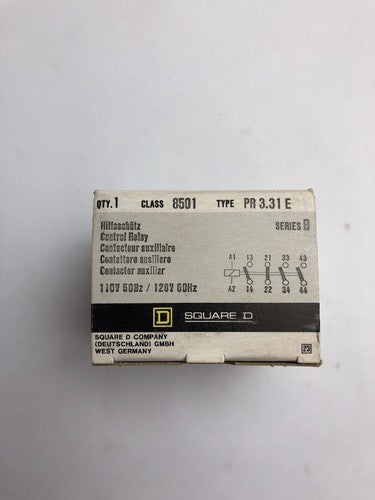 QTY. 1 CLASS 8501 TYPE PR 3.31 E
Hilfsschütz SERIES B
Control Relay
Contacteur auxiliaire
Contattore ausiliare
Contactor auxiliar
A1 13 21 33 43
A2 14 22 34 44
110V 50Hz / 120V 60Hz
D SQUARE D
SQUARE D COMPANY
(DEUTSCHLAND) GMBH
WEST GERMANY